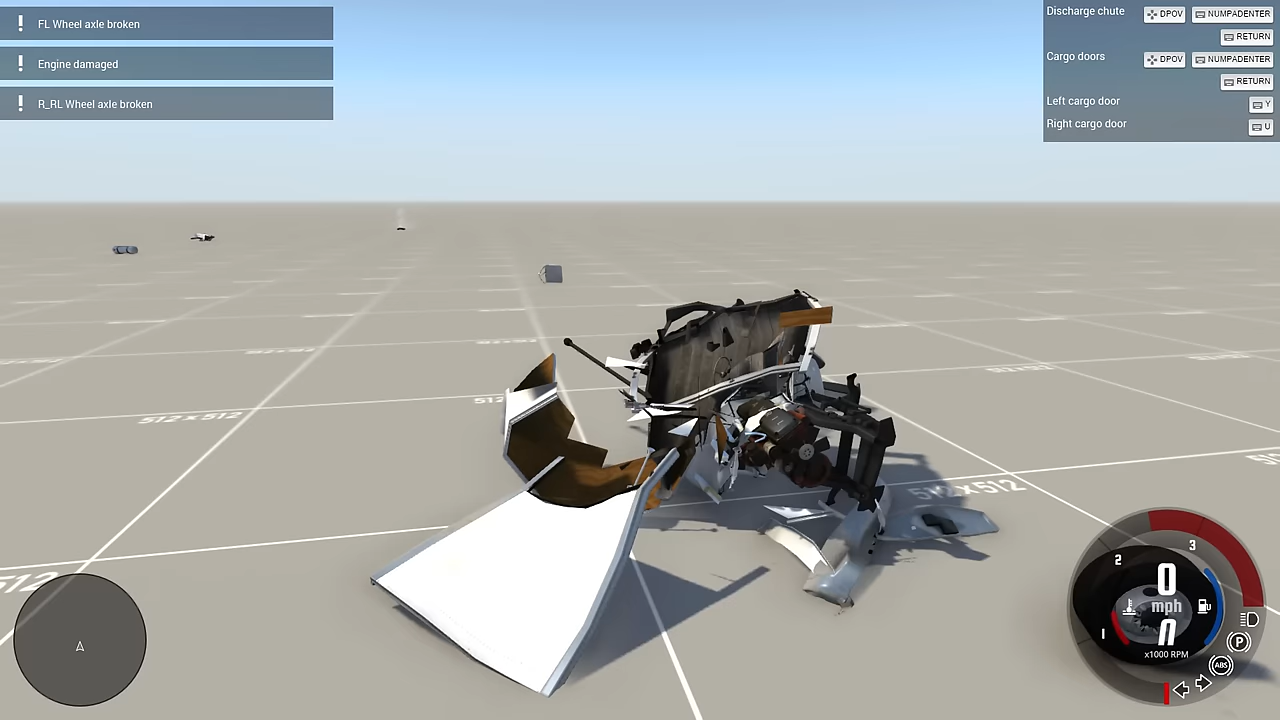 FL Wheel axle broken
Engine damaged
R_RL Wheel axle broken
Discharge chute DPOV NUMPADENTER
RETURN
Cargo doors DPOV NUMPADENTER
RETURN
Left cargo door Y
Right cargo door U
512 x 512
512
512 x 512
512
1 2 3
0
mph
0
x1000 RPM
P
ABS